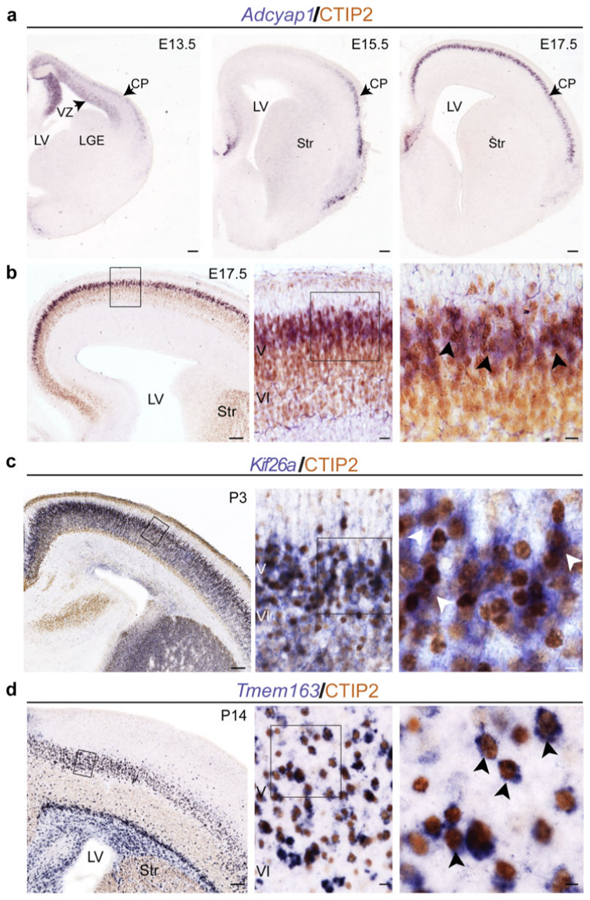 a
Adcyap1/CTIP2
E13.5
E15.5
E17.5
CP
VZ
LV
LGE
CP
LV
Str
CP
LV
Str
b
E17.5
LV
Str
V
VI
c
Kif26a/CTIP2
P3
V
VI
d
Tmem163/CTIP2
P14
LV
Str
V
VI